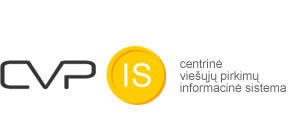 CVP IS
centrinė
viešųjų pirkimų
informacinė sistema